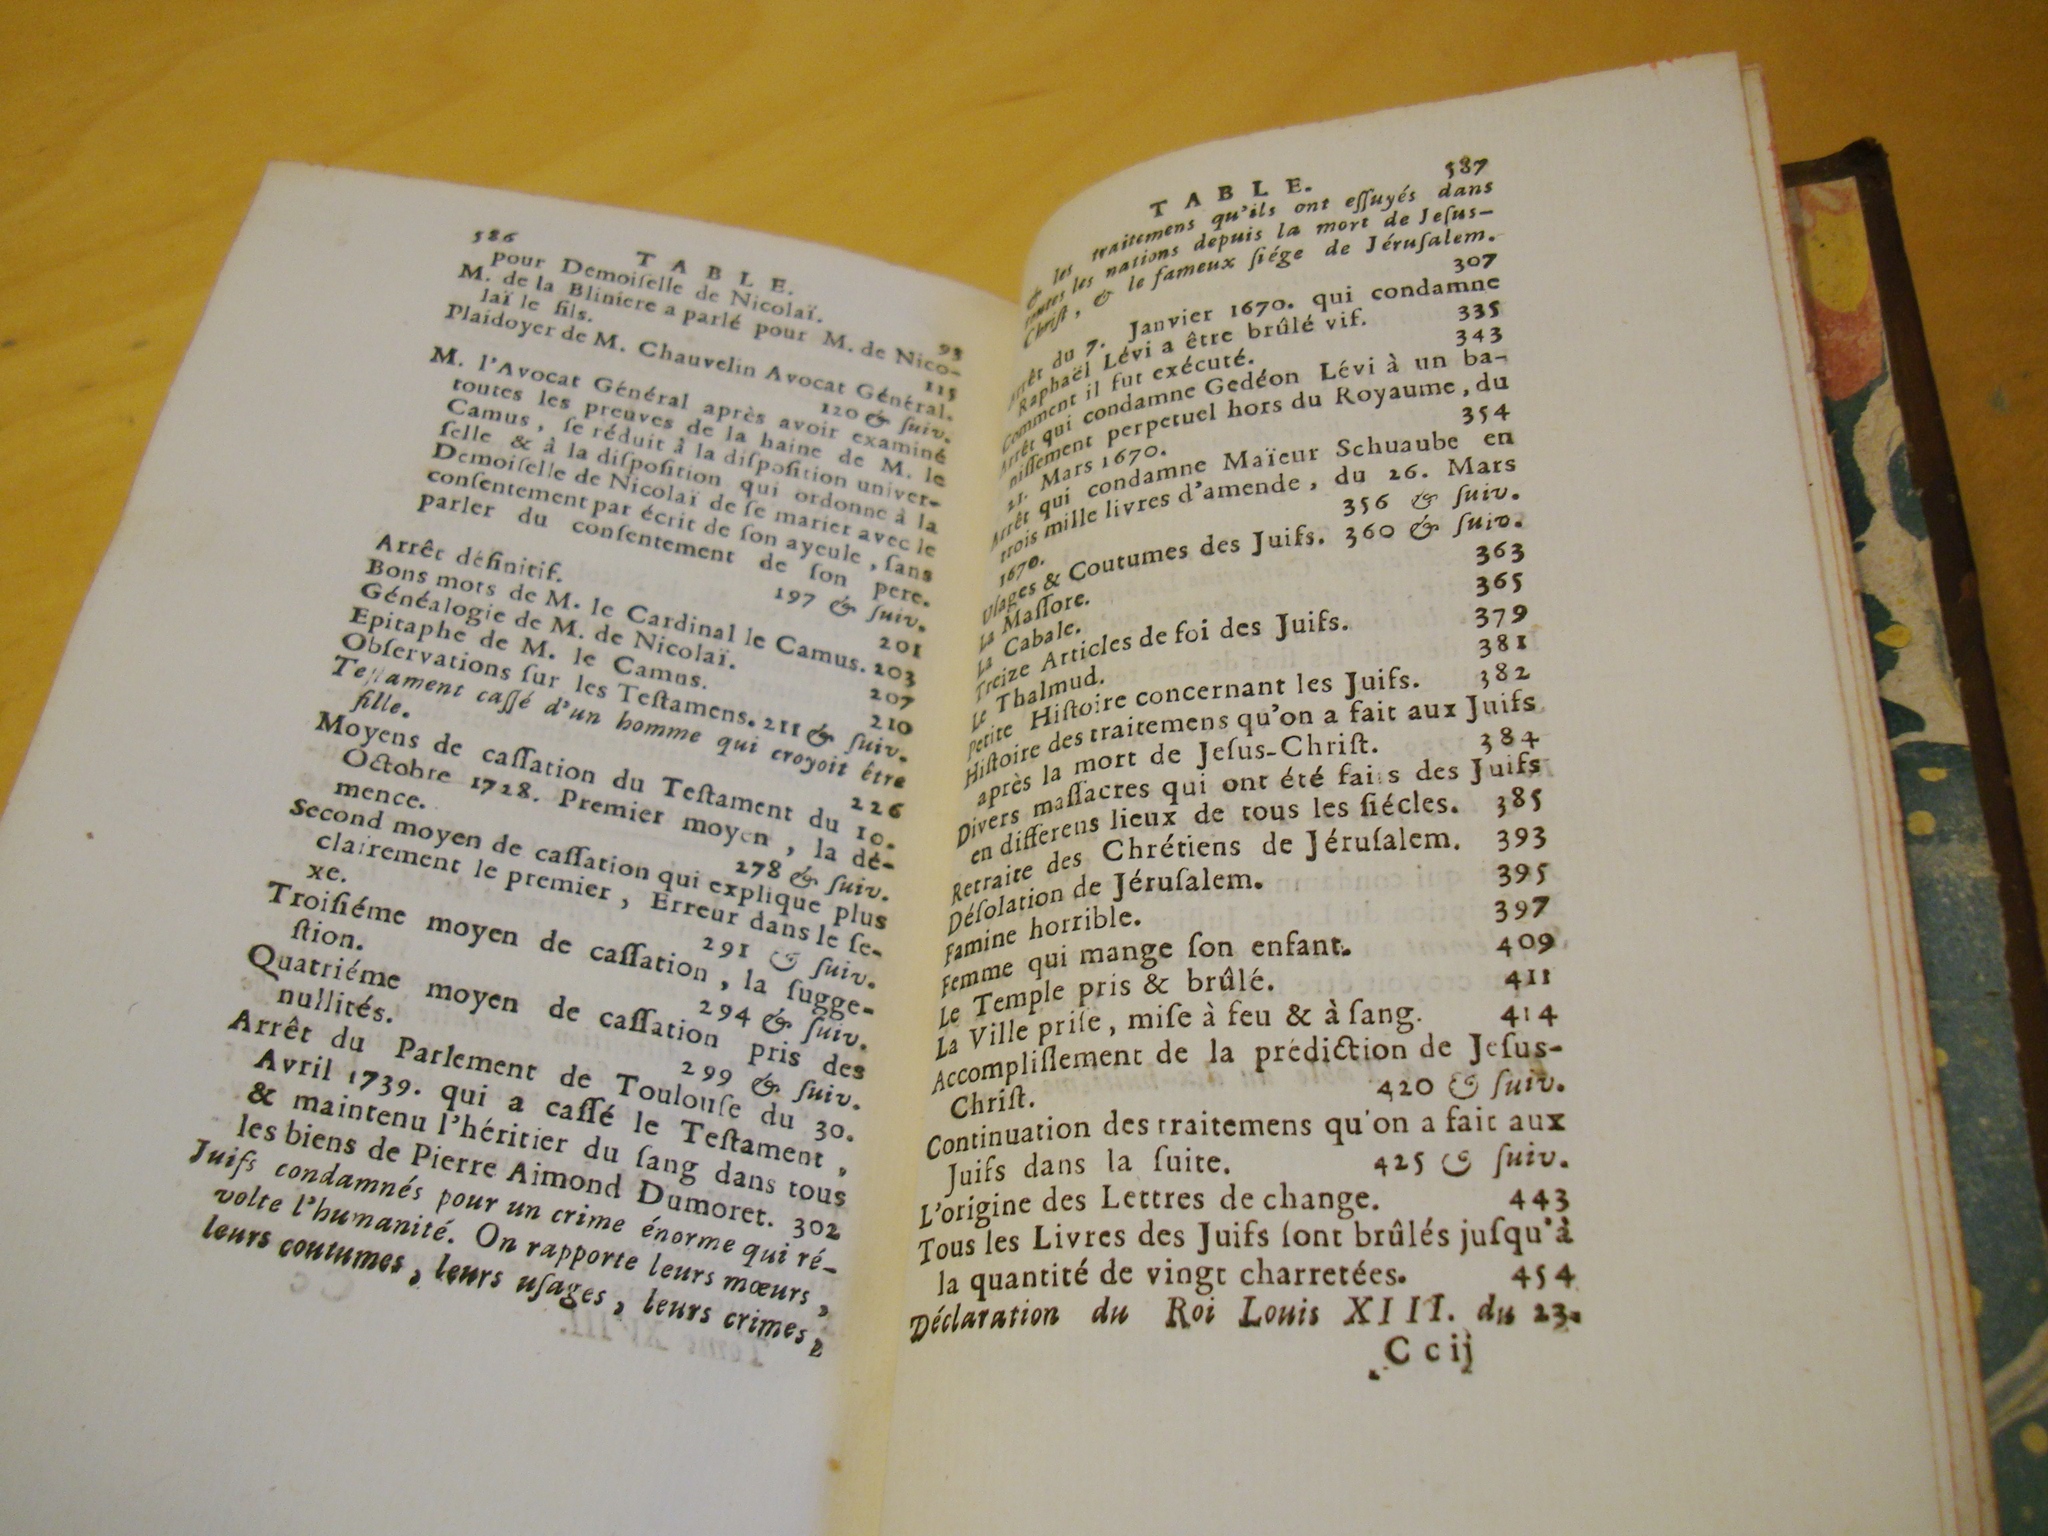 586
TABLE.
pour Demoiſelle de Nicolaï. 93
M. de la Bliniere a parlé pour M. de Nico-
laï le fils. 115
Plaidoyer de M. Chauvelin Avocat Général.
120 & ſuiv.
M. l'Avocat Général après avoir examiné
toutes les preuves de la haine de M. le
Camus, ſe réduit à la diſpoſition univer-
ſelle & à la diſpoſition qui ordonne à la
Demoiſelle de Nicolaï de ſe marier avec le
conſentement par écrit de ſon ayeule, ſans
parler du conſentement de ſon pere.
197 & ſuiv.
Arrêt définitif. 201
Bons mots de M. le Cardinal le Camus. 203
Généalogie de M. de Nicolaï. 207
Epitaphe de M. le Camus. 210
Obſervations ſur les Teſtamens. 211 & ſuiv.
Teſtament caſſé d'un homme qui croyoit être
fille. 226
Moyens de caſſation du Teſtament du 10.
Octobre 1728. Premier moyen, la dé-
mence. 278 & ſuiv.
Second moyen de caſſation qui explique plus
clairement le premier, Erreur dans le ſe-
xe. 291 & ſuiv.
Troiſiéme moyen de caſſation, la ſugge-
ſtion. 294 & ſuiv.
Quatriéme moyen de caſſation pris des
nullités. 299 & ſuiv.
Arrêt du Parlement de Toulouſe du 30.
Avril 1739. qui a caſſé le Teſtament,
& maintenu l'héritier du ſang dans tous
les biens de Pierre Aimond Dumoret. 302
Juifs condamnés pour un crime énorme qui ré-
volte l'humanité. On rapporte leurs mœurs,
leurs coutumes, leurs uſages, leurs crimes,
TABLE. 587
& les traitemens qu'ils ont eſſuyés dans
toutes les nations depuis la mort de Jeſus-
Chriſt, & le fameux ſiége de Jéruſalem.
307
Arrêt du 7. Janvier 1670. qui condamne
Raphaël Lévi a être brûlé vif. 335
Comment il fut exécuté. 343
Arrêt qui condamne Gedéon Lévi à un ba-
niſſement perpetuel hors du Royaume, du
21. Mars 1670. 354
Arrêt qui condamne Maïeur Schuaube en
trois mille livres d'amende, du 26. Mars
1670. 356 & ſuiv.
Uſages & Coutumes des Juifs. 360 & ſuiv.
La Maſſore. 363
La Cabale. 365
Treize Articles de foi des Juifs. 379
Le Thalmud. 381
Petite Hiſtoire concernant les Juifs. 382
Hiſtoire des traitemens qu'on a fait aux Juifs
après la mort de Jeſus-Chriſt. 384
Divers maſſacres qui ont été faits des Juifs
en differens lieux de tous les ſiécles. 385
Retraite des Chrétiens de Jéruſalem. 393
Déſolation de Jéruſalem. 395
Famine horrible. 397
Femme qui mange ſon enfant. 409
Le Temple pris & brûlé. 411
La Ville priſe, miſe à feu & à ſang. 414
Accompliſſement de la prédiction de Jeſus-
Chriſt. 420 & ſuiv.
Continuation des traitemens qu'on a fait aux
Juifs dans la ſuite. 425 & ſuiv.
L'origine des Lettres de change. 443
Tous les Livres des Juifs ſont brûlés juſqu'à
la quantité de vingt charretées. 454
Déclaration du Roi Louis XIII. du 23.
C c ij